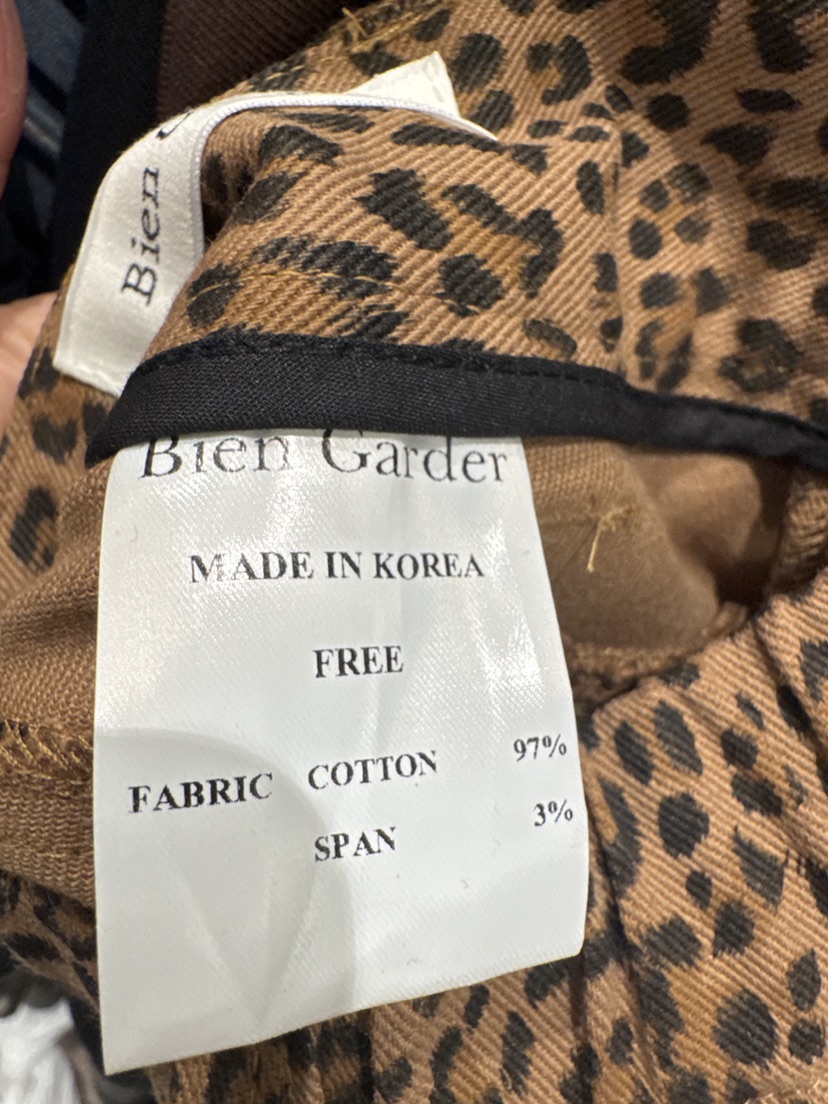 Bien
Bien Garder
MADE IN KOREA
FREE
FABRIC COTTON 97%
SPAN 3%